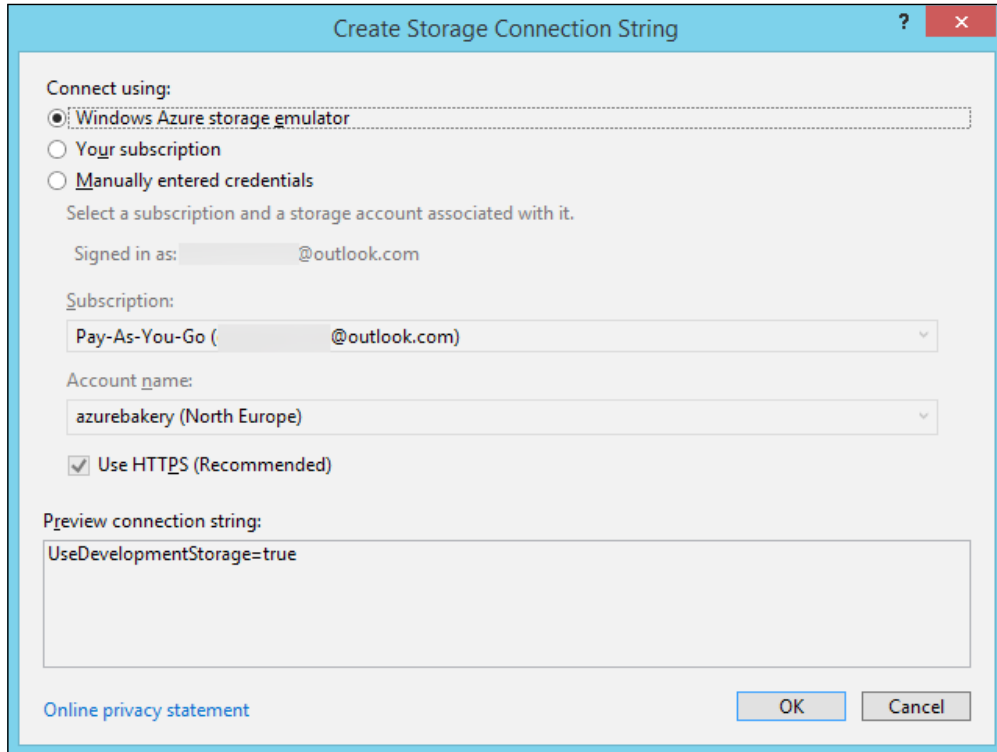 Create Storage Connection String
?
Connect using:
Windows Azure storage emulator
Your subscription
Manually entered credentials
Select a subscription and a storage account associated with it.
Signed in as: @outlook.com
Subscription:
Pay-As-You-Go ( @outlook.com)
Account name:
azurebakery (North Europe)
Use HTTPS (Recommended)
Preview connection string:
UseDevelopmentStorage=true
Online privacy statement
OK
Cancel